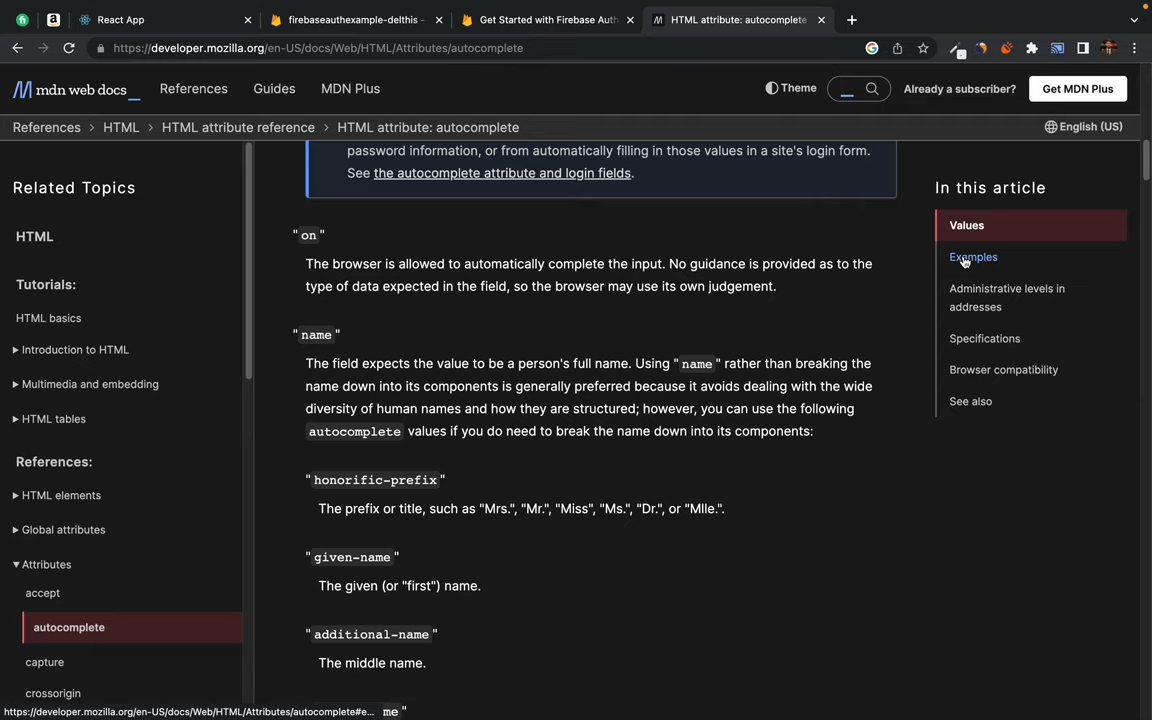 React App
firebaseauthexample-delthis -
Get Started with Firebase Auth
HTML attribute: autocomplete
https://developer.mozilla.org/en-US/docs/Web/HTML/Attributes/autocomplete
mdn web docs_
References
Guides
MDN Plus
Theme
Already a subscriber?
Get MDN Plus
References > HTML > HTML attribute reference > HTML attribute: autocomplete
English (US)
Related Topics
HTML
Tutorials:
HTML basics
Introduction to HTML
Multimedia and embedding
HTML tables
References:
HTML elements
Global attributes
Attributes
accept
autocomplete
capture
crossorigin
password information, or from automatically filling in those values in a site's login form.
See the autocomplete attribute and login fields.
"on"
The browser is allowed to automatically complete the input. No guidance is provided as to the
type of data expected in the field, so the browser may use its own judgement.
"name"
The field expects the value to be a person's full name. Using "name" rather than breaking the
name down into its components is generally preferred because it avoids dealing with the wide
diversity of human names and how they are structured; however, you can use the following
autocomplete values if you do need to break the name down into its components:
"honorific-prefix"
The prefix or title, such as "Mrs.", "Mr.", "Miss", "Ms.", "Dr.", or "Mlle.".
"given-name"
The given (or "first") name.
"additional-name"
The middle name.
me"
In this article
Values
Examples
Administrative levels in
addresses
Specifications
Browser compatibility
See also
https://developer.mozilla.org/en-US/docs/Web/HTML/Attributes/autocomplete#e...